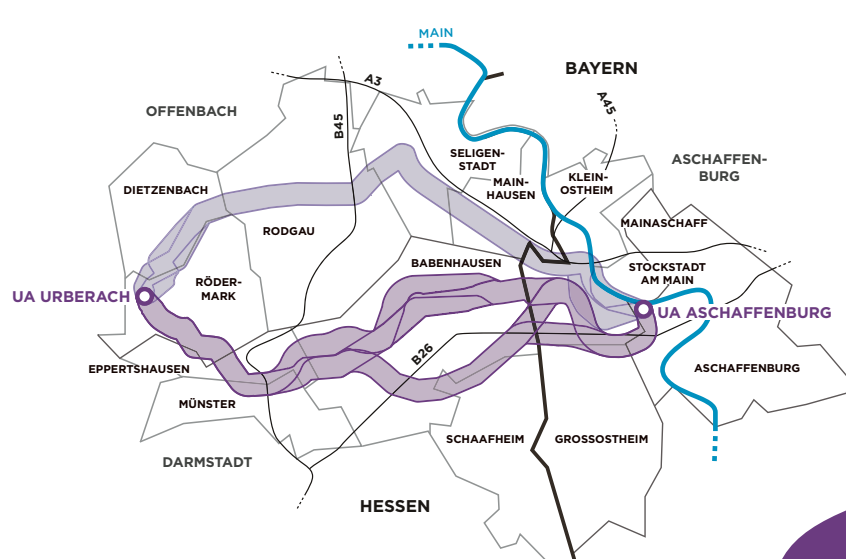 MAIN
BAYERN
A3
A45
OFFENBACH
B45
SELIGEN-
STADT
ASCHAFFEN-
BURG
KLEIN-
OSTHEIM
MAIN-
HAUSEN
DIETZENBACH
MAINASCHAFF
RODGAU
BABENHAUSEN
STOCKSTADT
AM MAIN
RÖDER-
MARK
UA URBERACH
UA ASCHAFFENBURG
B26
EPPERTSHAUSEN
ASCHAFFENBURG
MÜNSTER
SCHAAFHEIM
GROSSOSTHEIM
DARMSTADT
HESSEN